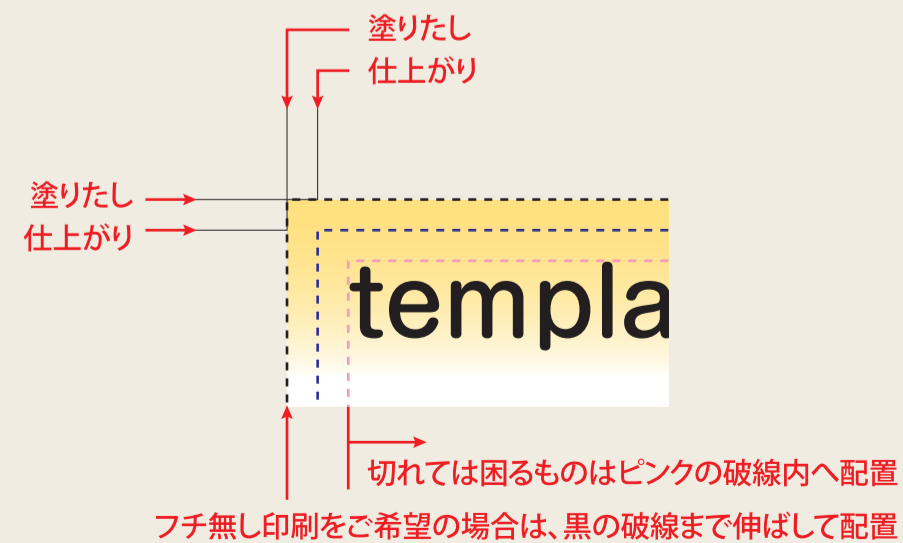 塗りたし
仕上がり
塗りたし
仕上がり
templa
切れては困るものはピンクの破線内へ配置
フチ無し印刷をご希望の場合は、黒の破線まで伸ばして配置